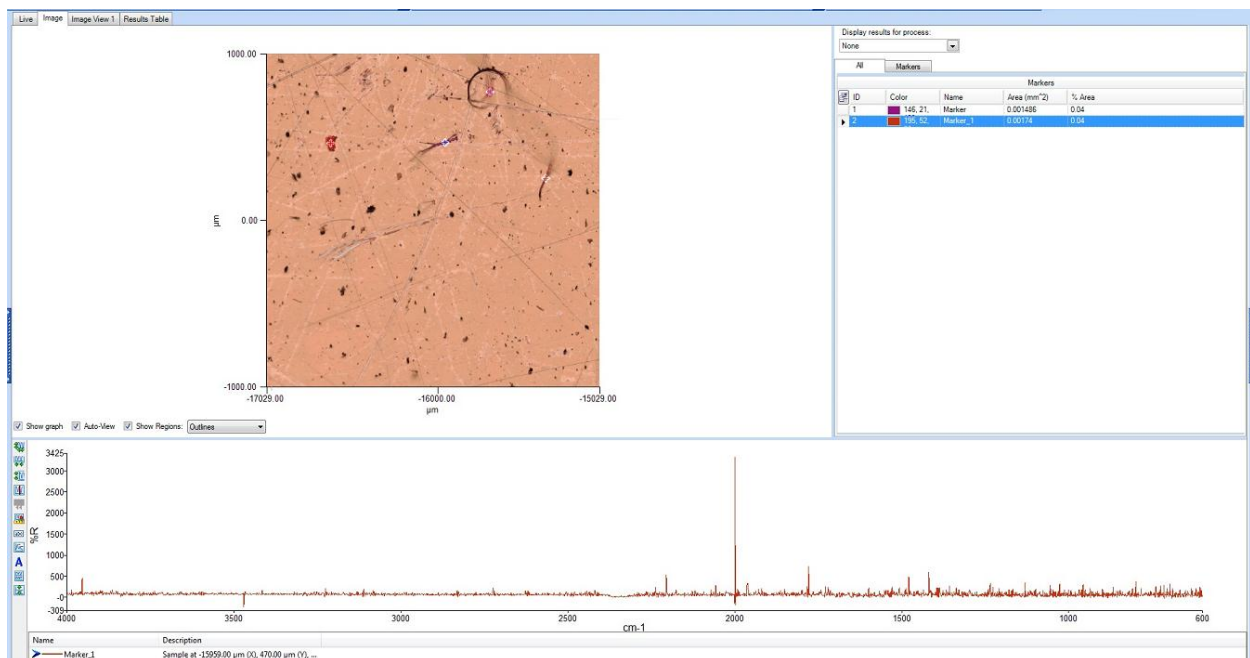 Live Image Image View 1 Results Table
Display results for process:
None
All Markers
Markers
ID Color Name Area (mm^2) % Area
1 146, 21, Marker 0.001486 0.04
2 195, 52, Marker_1 0.00174 0.04
1000.00
0.00
-1000.00
µm
-17029.00 -16000.00 -15029.00
µm
Show graph Auto-View Show Regions: Outlines
3425
3000
2500
2000
1500
1000
500
-0
-309
%R
4000 3500 3000 2500 2000 1500 1000 600
cm-1
Name Description
Marker_1 Sample at -15959.00 µm (X), 470.00 µm (Y), ...